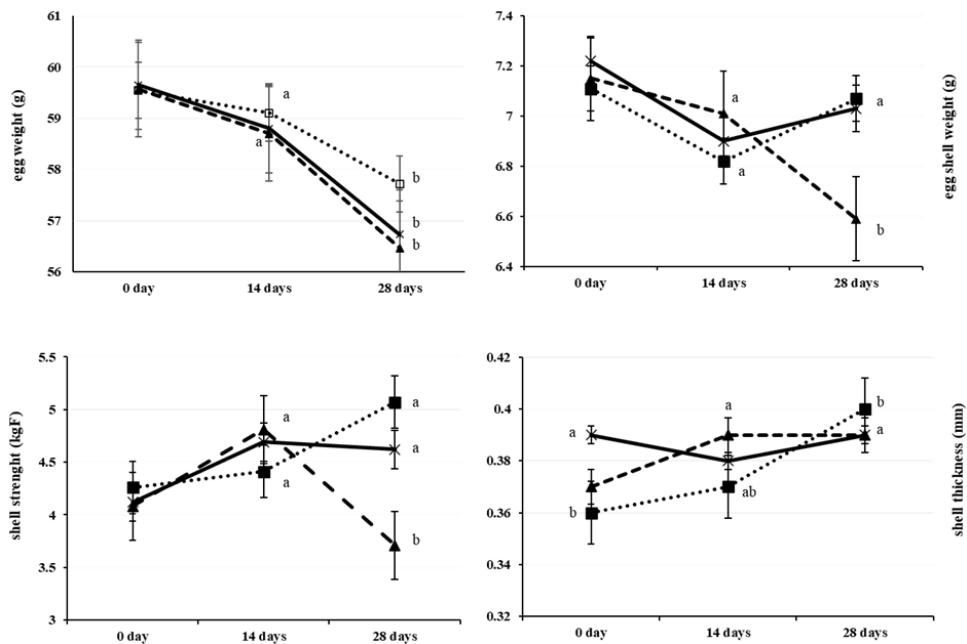 egg weight (g)
61
60
59
58
57
56
a
a
b
b
b
0 day
14 days
28 days
egg shell weight (g)
7.4
7.2
7
6.8
6.6
6.4
a
a
a
b
0 day
14 days
28 days
shell strenght (kgF)
5.5
5
4.5
4
3.5
3
a
a
a
a
b
0 day
14 days
28 days
shell thickness (mm)
0.42
0.4
0.38
0.36
0.34
0.32
a
b
a
ab
b
a
0 day
14 days
28 days